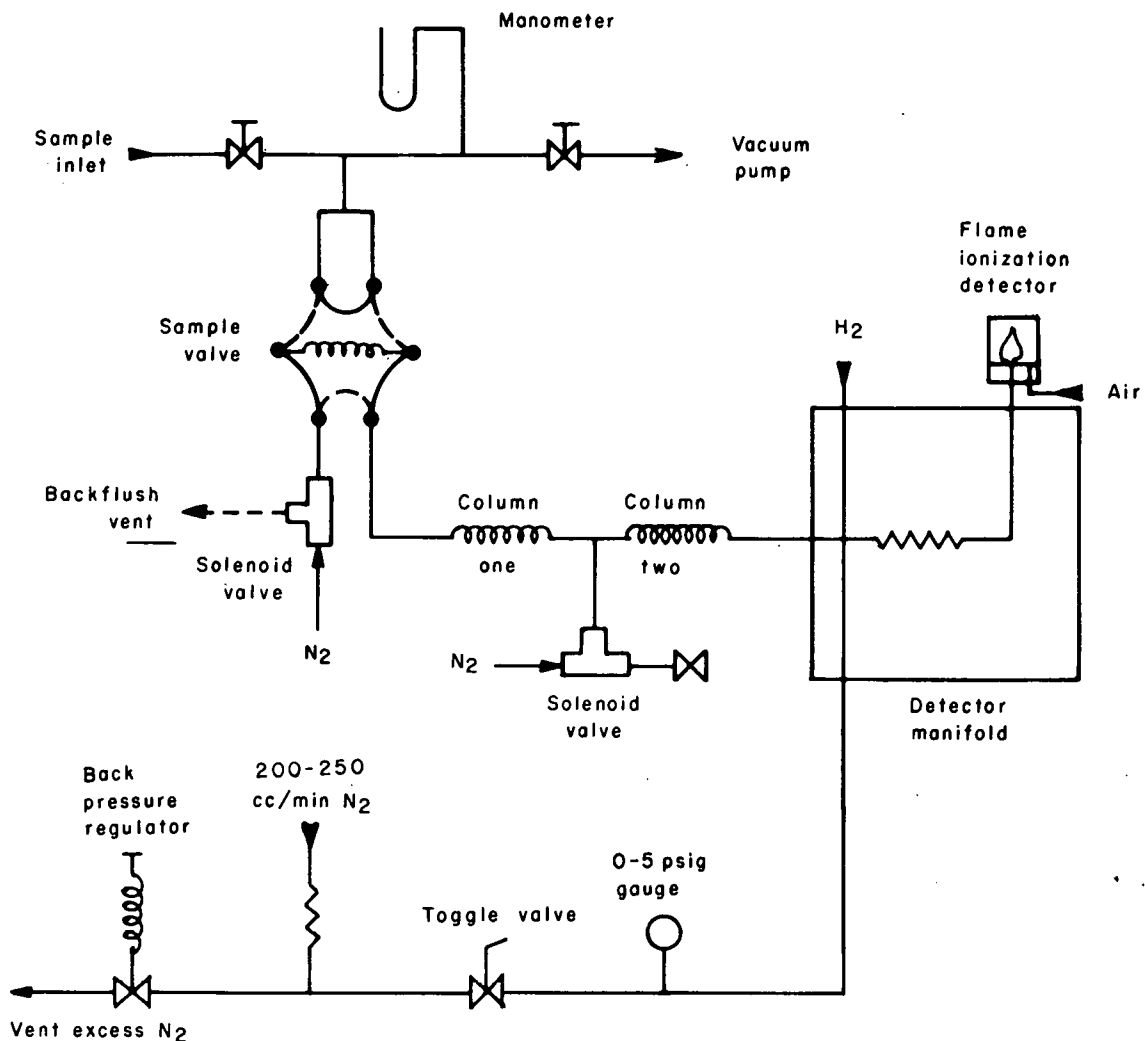 Manometer
Sample
inlet
Vacuum
pump
Flame
ionization
detector
Sample
valve
H2
Air
Backflush
vent
Column
one
Column
two
Solenoid
valve
N2
N2
Solenoid
valve
Detector
manifold
Back
pressure
regulator
200-250
cc/min N2
0-5 psig
gauge
Toggle valve
Vent excess N2